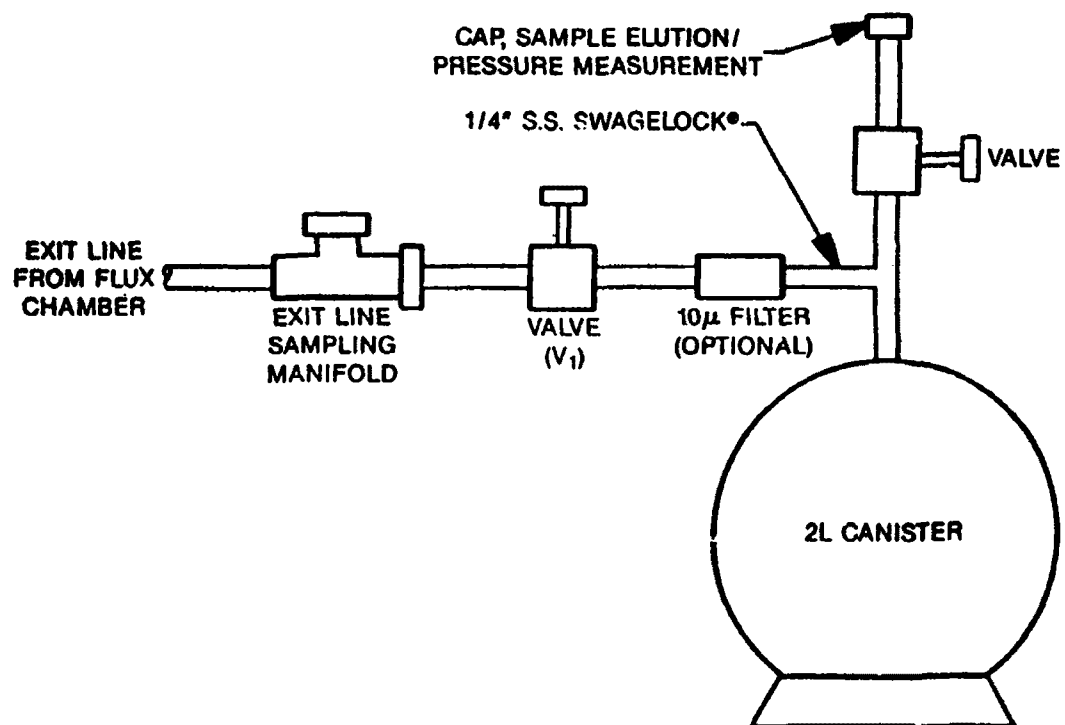 CAP, SAMPLE ELUTION/
PRESSURE MEASUREMENT
1/4" S.S. SWAGELOCK®
VALVE
EXIT LINE
FROM FLUX
CHAMBER
EXIT LINE
SAMPLING
MANIFOLD
VALVE
(V₁)
10μ FILTER
(OPTIONAL)
2L CANISTER